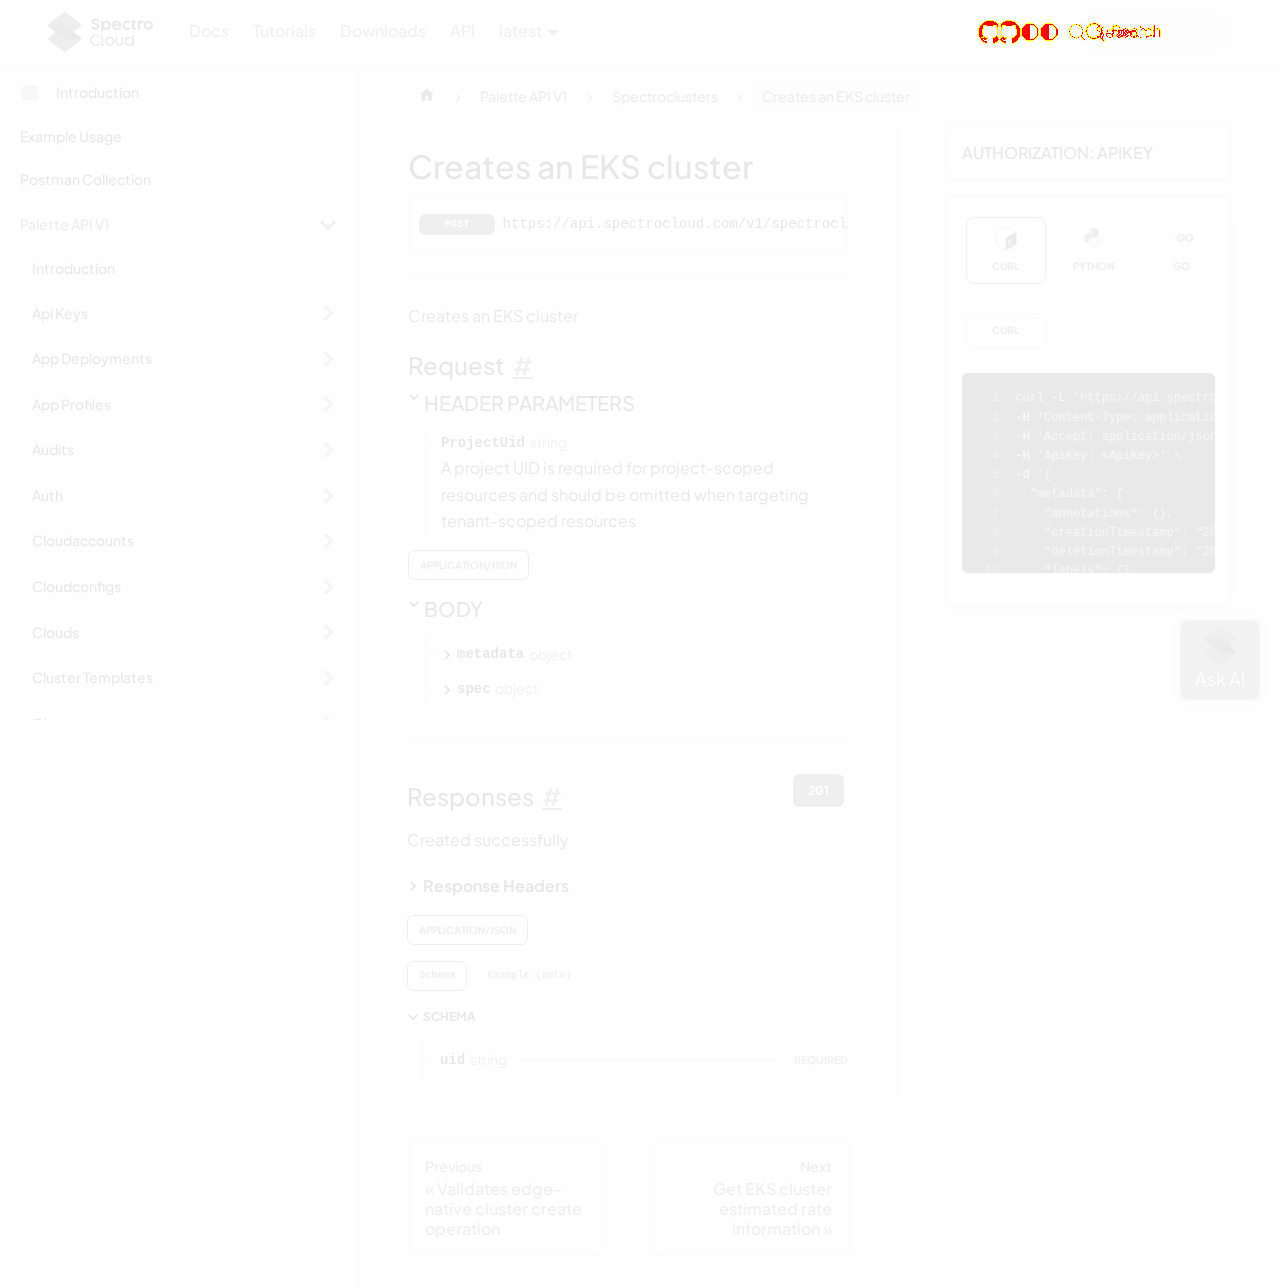 Spectro Cloud
Docs Tutorials Downloads API latest
Search
Introduction
Example Usage
Postman Collection
Palette API V1
Introduction
Api Keys
App Deployments
App Profiles
Audits
Auth
Cloudaccounts
Cloudconfigs
Clouds
Cluster Templates
Palette API V1 Spectroclusters Creates an EKS cluster
Creates an EKS cluster
POST https://api.spectrocloud.com/v1/spectrocl
Creates an EKS cluster
Request #
HEADER PARAMETERS
ProjectUid string
A project UID is required for project-scoped
resources and should be omitted when targeting
tenant-scoped resources
APPLICATION/JSON
BODY
metadata object
spec object
Responses #
201
Created successfully
Response Headers
APPLICATION/JSON
Schema Example (auto)
SCHEMA
uid string REQUIRED
Previous
« Validates edge-
native cluster create
operation
Next
Get EKS cluster
estimated rate
information »
AUTHORIZATION: APIKEY
CURL PYTHON GO
CURL
1 curl -L 'https://api.spectro
2 -H 'Content-Type: applicatio
3 -H 'Accept: application/json
4 -H 'ApiKey: <ApiKey>' \
5 -d '{
6 "metadata": {
7 "annotations": {},
8 "creationTimestamp": "20
9 "deletionTimestamp": "20
10 "labels": {},
Ask AI